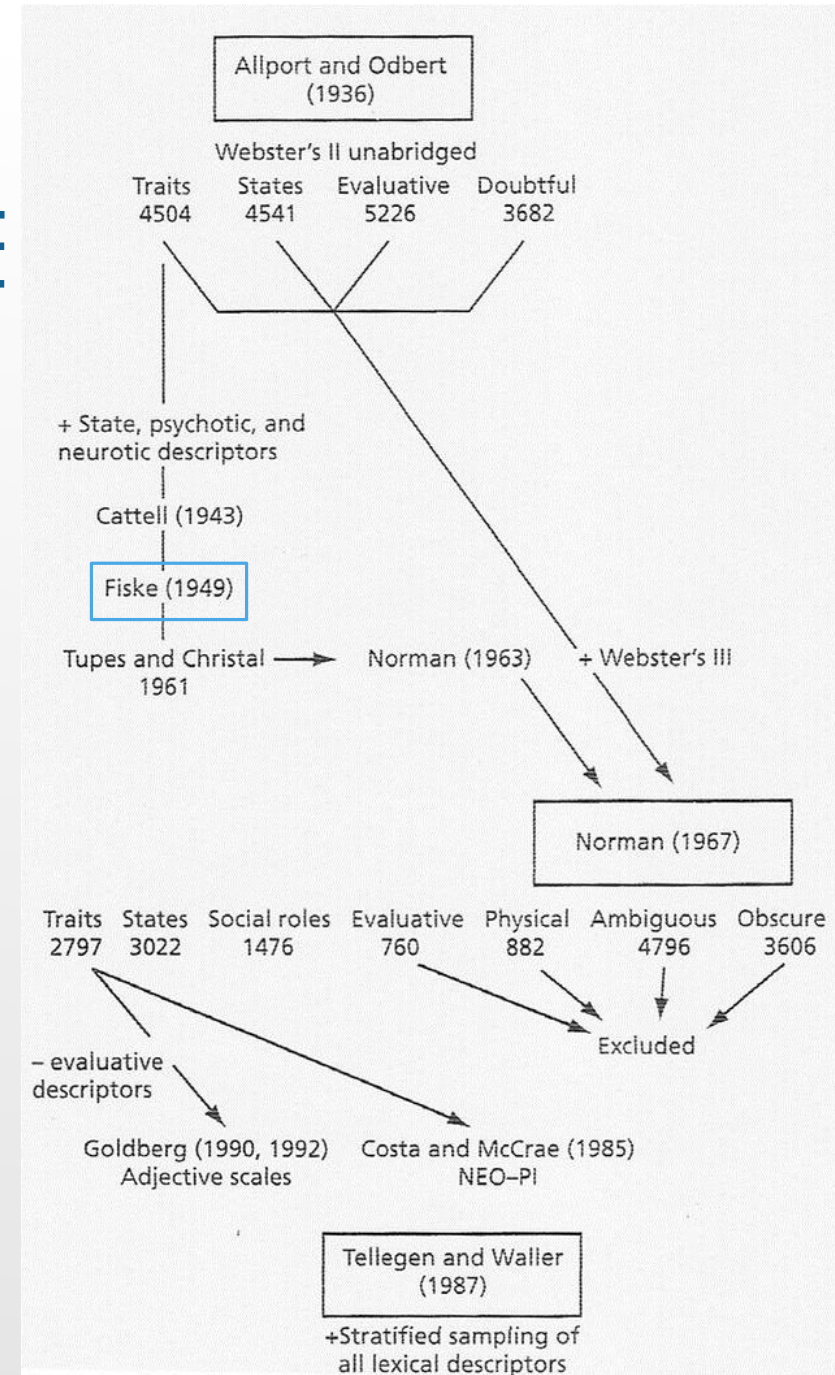 Allport and Odbert
(1936)
Webster's II unabridged
Traits States Evaluative Doubtful
4504 4541 5226 3682
+ State, psychotic, and
neurotic descriptors
Cattell (1943)
Fiske (1949)
Tupes and Christal
1961
Norman (1963)
+ Webster's III
Norman (1967)
Traits States Social roles Evaluative Physical Ambiguous Obscure
2797 3022 1476 760 882 4796 3606
Excluded
– evaluative
descriptors
Goldberg (1990, 1992)
Adjective scales
Costa and McCrae (1985)
NEO–PI
Tellegen and Waller
(1987)
+Stratified sampling of
all lexical descriptors